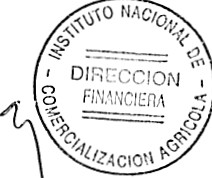 INSTITUTO NACIONAL DE
DIRECCION
FINANCIERA
- COMERCIALIZACION AGRICOLA -